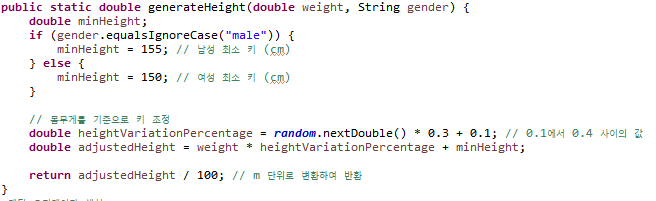 public static double generateHeight(double weight, String gender) {
    double minHeight;
    if (gender.equalsIgnoreCase("male")) {
        minHeight = 155; // 남성 최소 키 (cm)
    } else {
        minHeight = 150; // 여성 최소 키 (cm)
    }
    // 몸무게를 기준으로 키 조정
    double heightVariationPercentage = random.nextDouble() * 0.3 + 0.1; // 0.1에서 0.4 사이의 값
    double adjustedHeight = weight * heightVariationPercentage + minHeight;
    return adjustedHeight / 100; // m 단위로 변환하여 반환
}